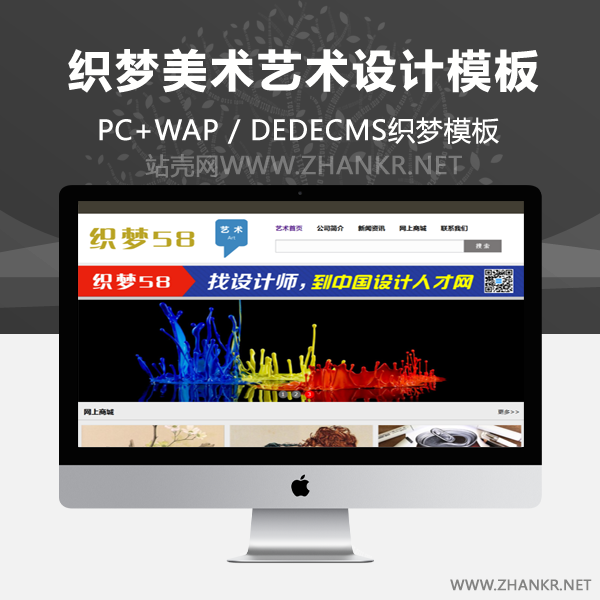 织梦美术艺术设计模板
PC+WAP / DEDECMS织梦模板
站壳网WWW.ZHANKR.NET
织梦58
艺术
Art
艺术首页 公司简介 新闻资讯 网上商城 联系我们
搜索
织梦58 找设计师，到中国设计人才网
1 2 3
网上商城 更多>>
WWW.ZHANKR.NET